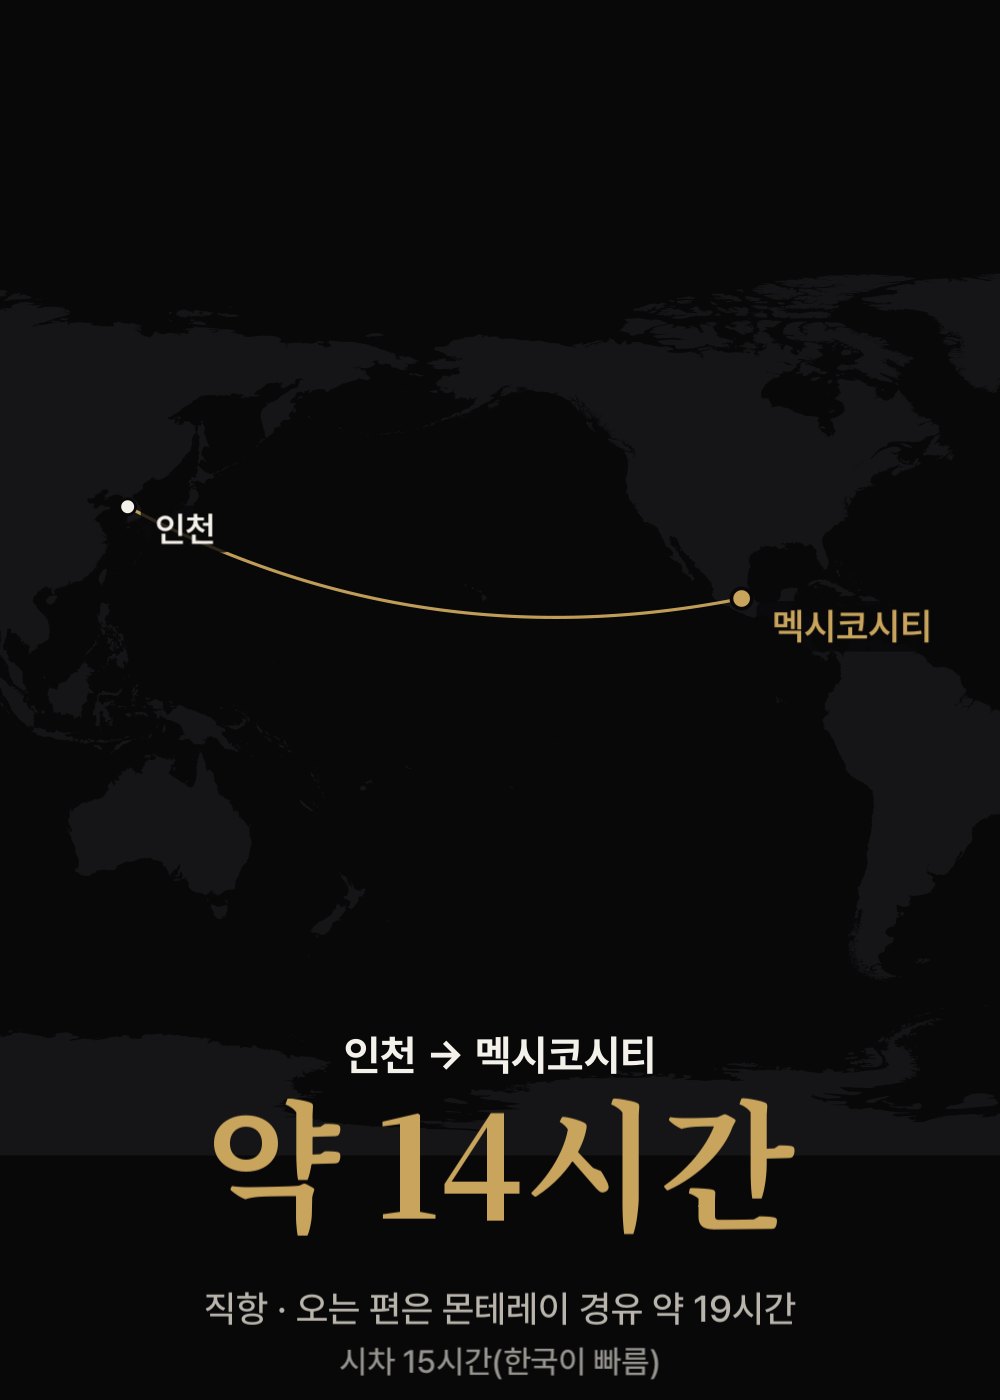 인천
멕시코시티
인천 → 멕시코시티
약 14시간
직항 · 오는 편은 몬테레이 경유 약 19시간
시차 15시간(한국이 빠름)